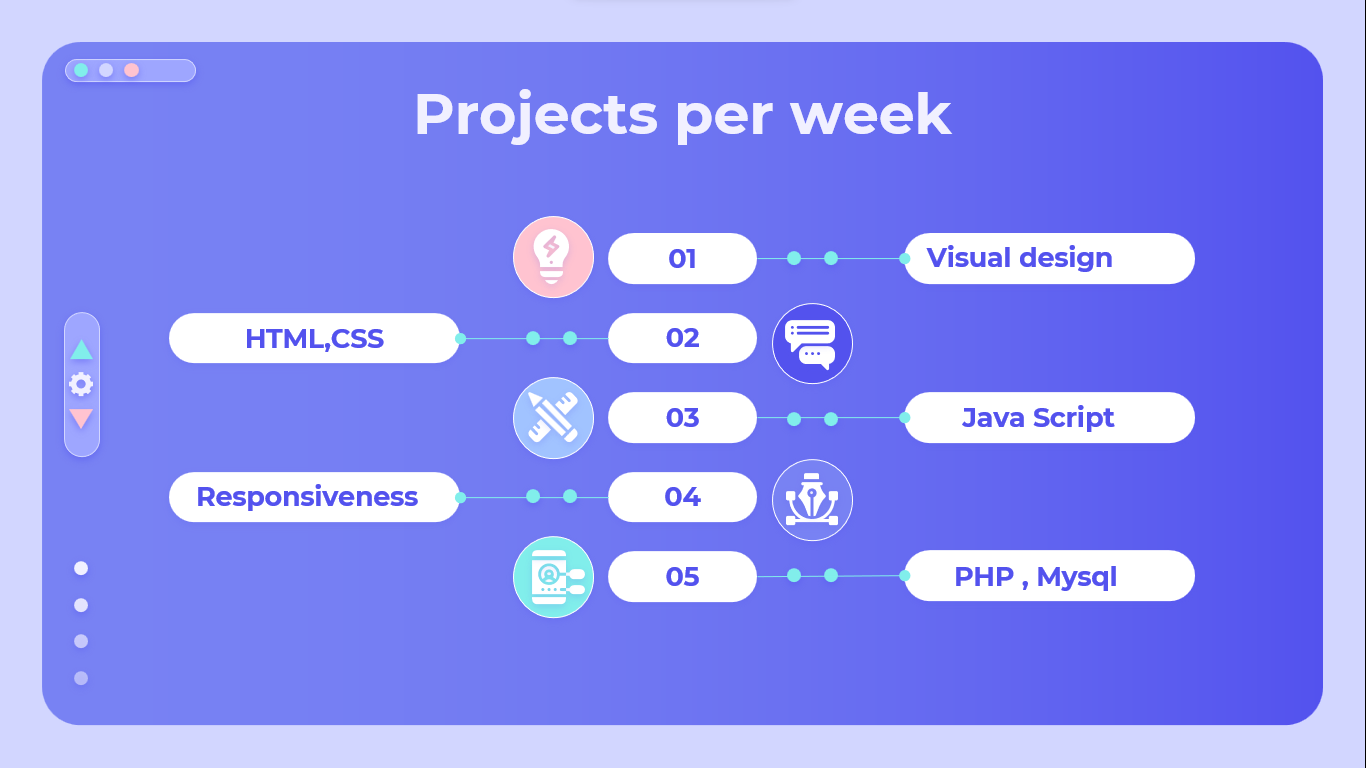 Projects per week
01 Visual design
HTML,CSS 02
03 Java Script
Responsiveness 04
05 PHP , Mysql